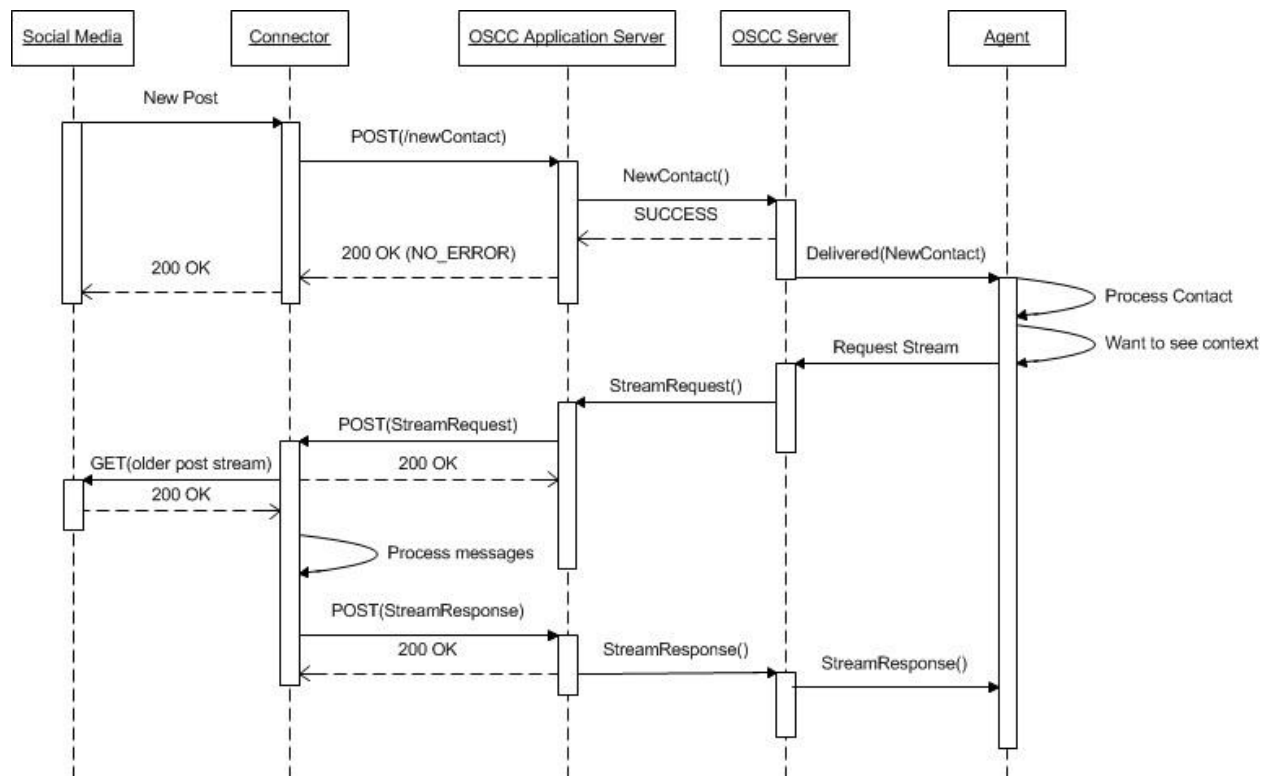 Social Media
Connector
OSCC Application Server
OSCC Server
Agent
New Post
POST(/newContact)
NewContact()
SUCCESS
200 OK (NO_ERROR)
Delivered(NewContact)
200 OK
Process Contact
Want to see context
Request Stream
StreamRequest()
POST(StreamRequest)
GET(older post stream)
200 OK
200 OK
Process messages
POST(StreamResponse)
200 OK
StreamResponse()
StreamResponse()